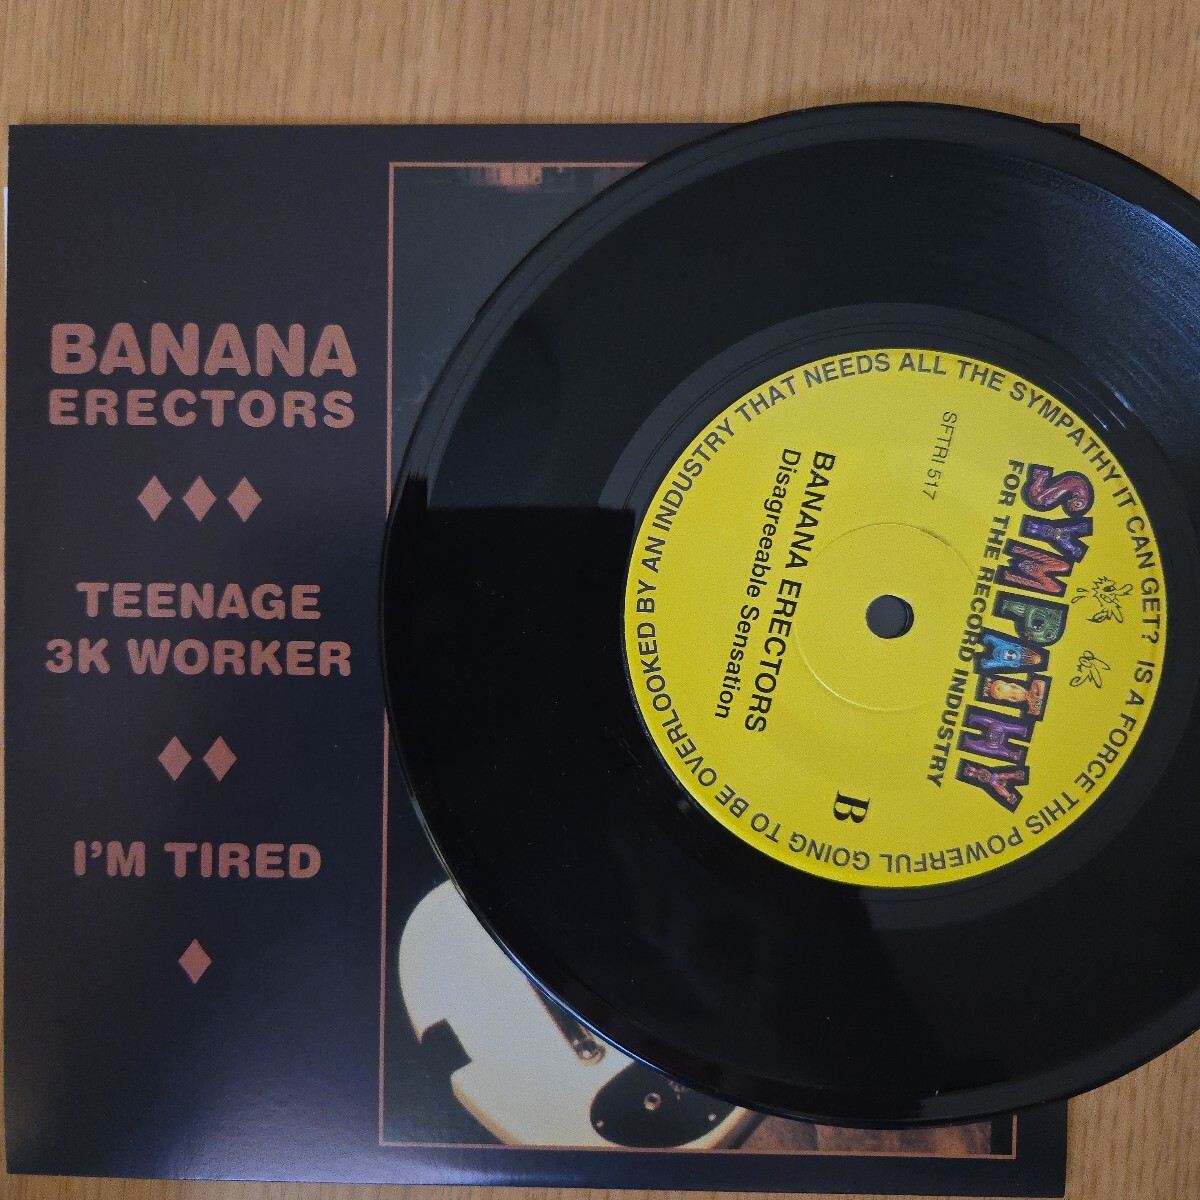 BANANA
ERECTORS
TEENAGE
3K WORKER
I'M TIRED
SYMPATHY
FOR THE RECORD INDUSTRY
SFTRI 517
BANANA ERECTORS
Disagreeable Sensation
B
IS A FORCE THIS POWERFUL GOING TO BE OVERLOOKED BY AN INDUSTRY THAT NEEDS ALL THE SYMPATHY IT CAN GET?